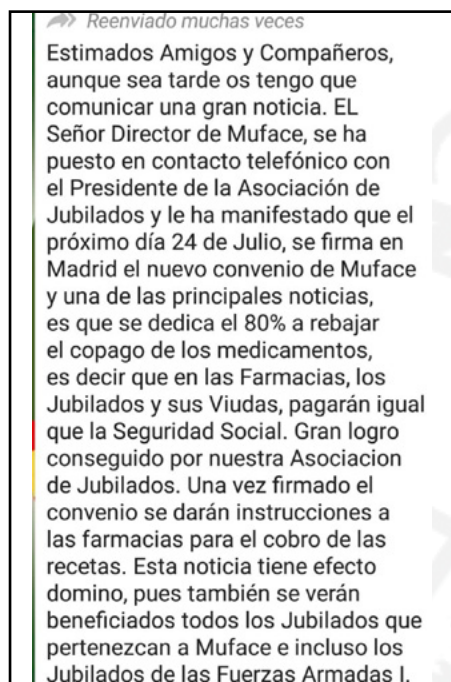 Reenviado muchas veces
Estimados Amigos y Compañeros,
aunque sea tarde os tengo que
comunicar una gran noticia. EL
Señor Director de Muface, se ha
puesto en contacto telefónico con
el Presidente de la Asociación de
Jubilados y le ha manifestado que el
próximo día 24 de Julio, se firma en
Madrid el nuevo convenio de Muface
y una de las principales noticias,
es que se dedica el 80% a rebajar
el copago de los medicamentos,
es decir que en las Farmacias, los
Jubilados y sus Viudas, pagarán igual
que la Seguridad Social. Gran logro
conseguido por nuestra Asociacion
de Jubilados. Una vez firmado el
convenio se darán instrucciones a
las farmacias para el cobro de las
recetas. Esta noticia tiene efecto
domino, pues también se verán
beneficiados todos los Jubilados que
pertenezcan a Muface e incluso los
Jubilados de las Fuerzas Armadas I.